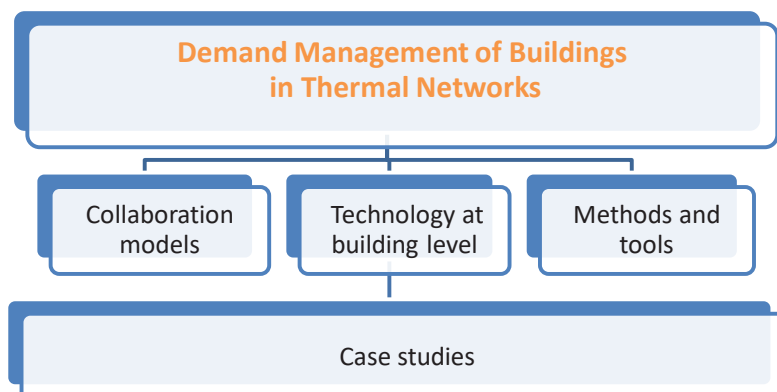 Demand Management of Buildings
in Thermal Networks
Collaboration
models
Technology at
building level
Methods and
tools
Case studies